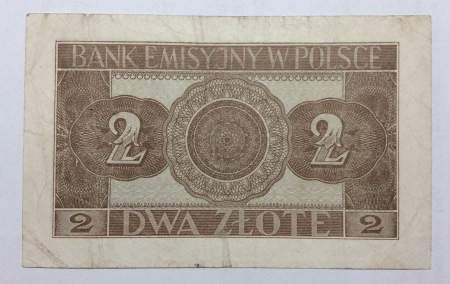 BANK EMISYJNY W POLSCE
2 2
2 DWA ZŁOTE 2